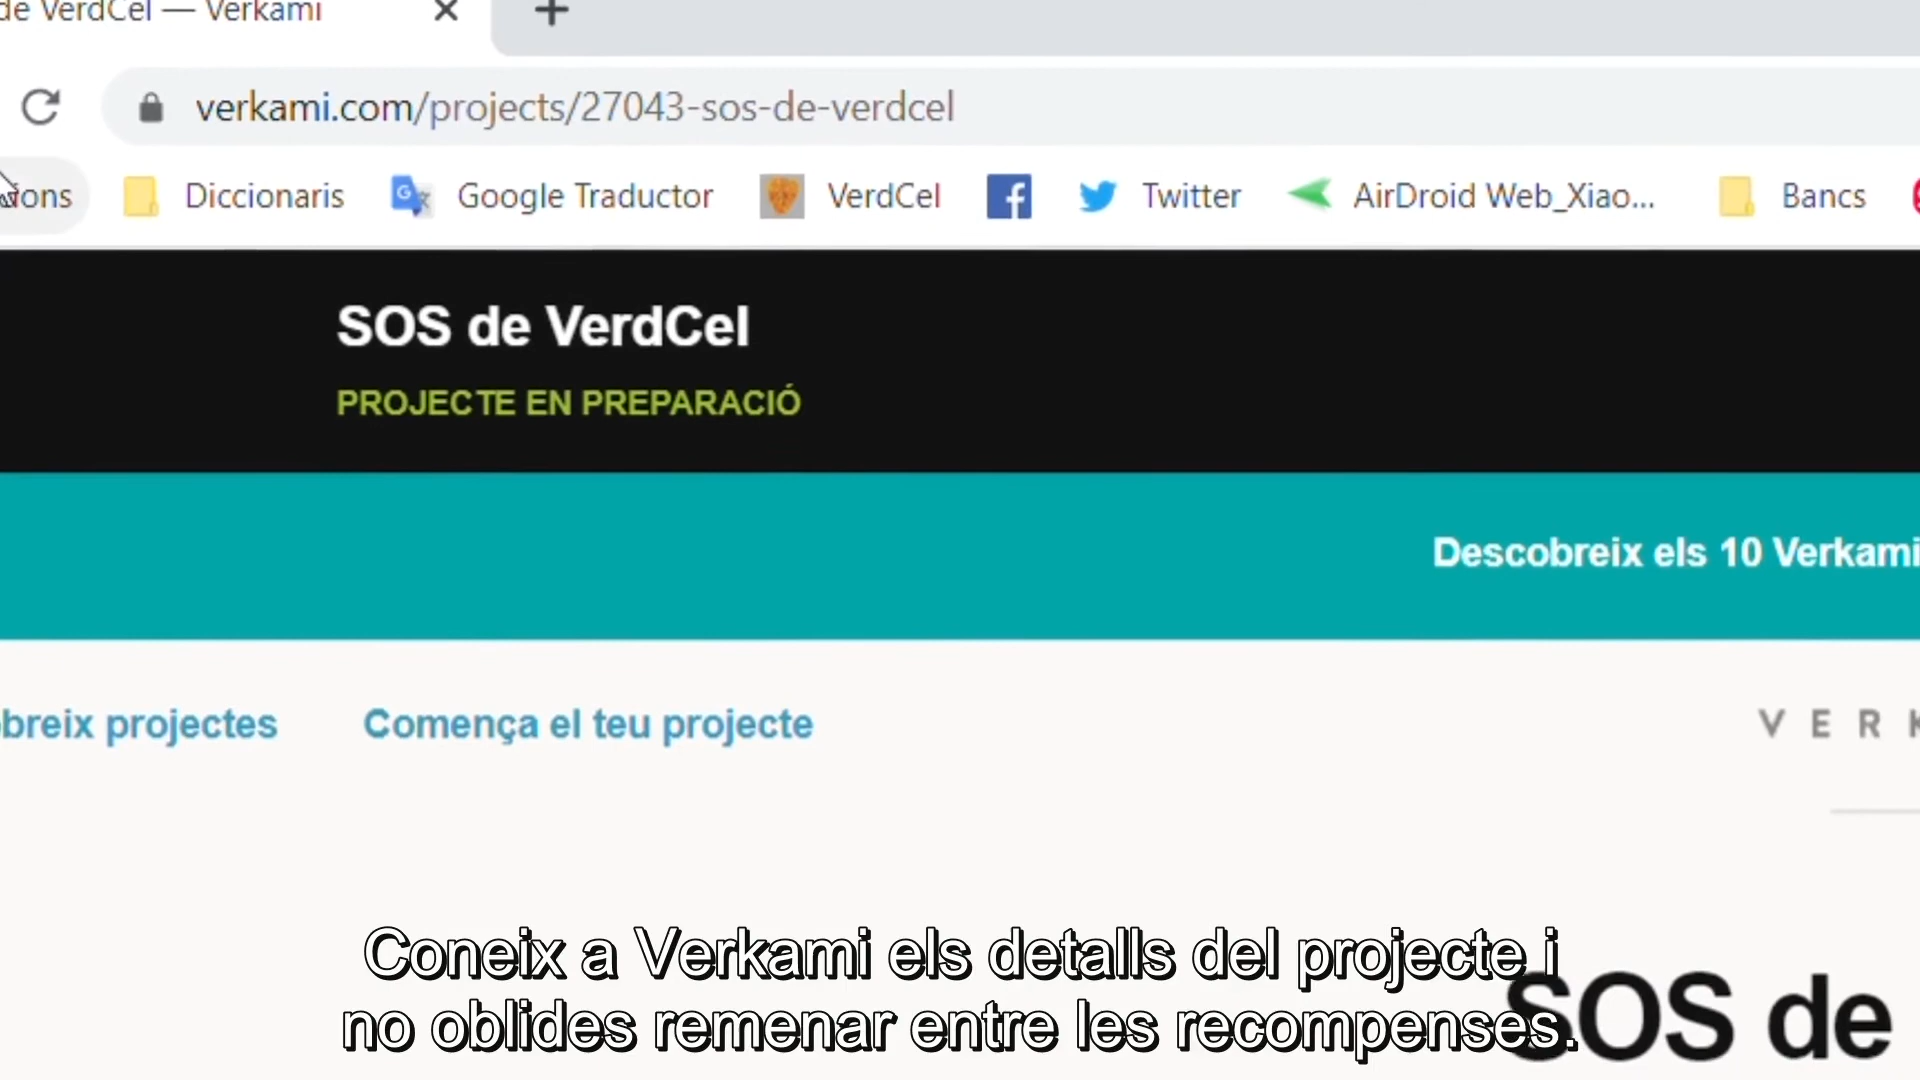 de VerdCel — Verkami
verkami.com/projects/27043-sos-de-verdcel
Diccionaris Google Traductor VerdCel Twitter AirDroid Web_Xiao... Bancs
SOS de VerdCel
PROJECTE EN PREPARACIÓ
Descobreix els 10 Verkami
breix projectes Comença el teu projecte VERK
SOS de
Coneix a Verkami els detalls del projecte i
no oblides remenar entre les recompenses.